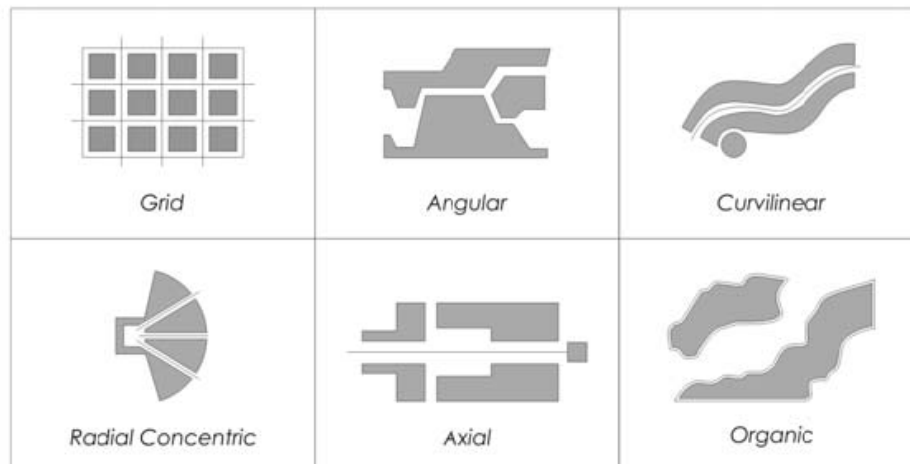 Grid
Angular
Curvilinear
Radial Concentric
Axial
Organic